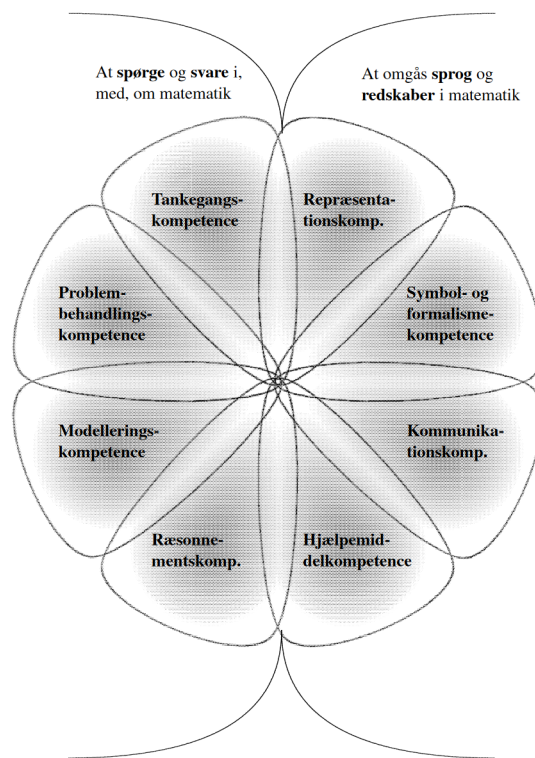 At spørge og svare i,
med, om matematik
At omgås sprog og
redskaber i matematik
Tankegangs-
kompetence
Repræsenta-
tionskomp.
Problem-
behandlings-
kompetence
Symbol- og
formalisme-
kompetence
Modellerings-
kompetence
Kommunika-
tionskomp.
Ræsonne-
mentskomp.
Hjælpemid-
delkompetence